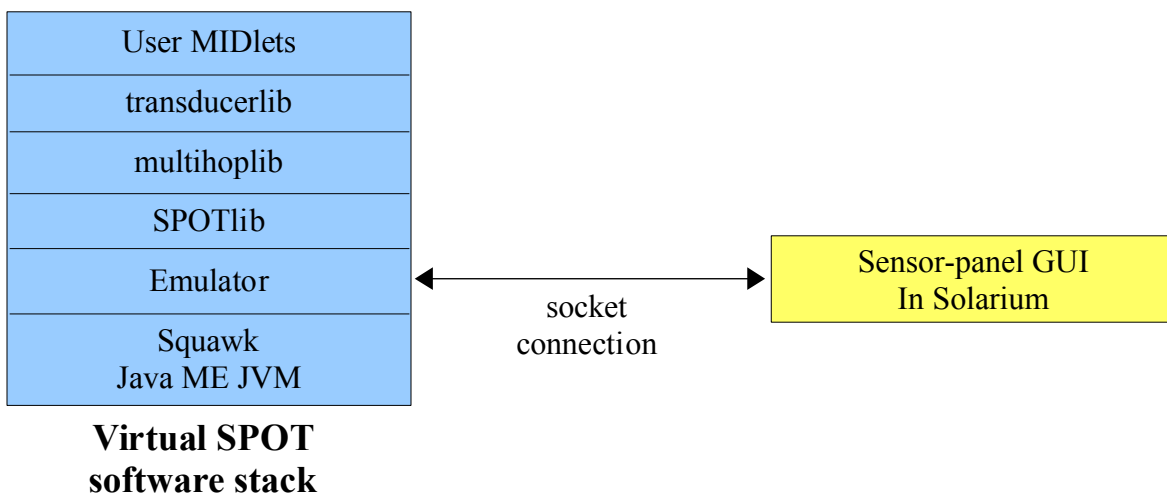 User MIDlets
transducerlib
multihoplib
SPOTlib
Emulator
Squawk
Java ME JVM
Virtual SPOT
software stack
socket
connection
Sensor-panel GUI
In Solarium